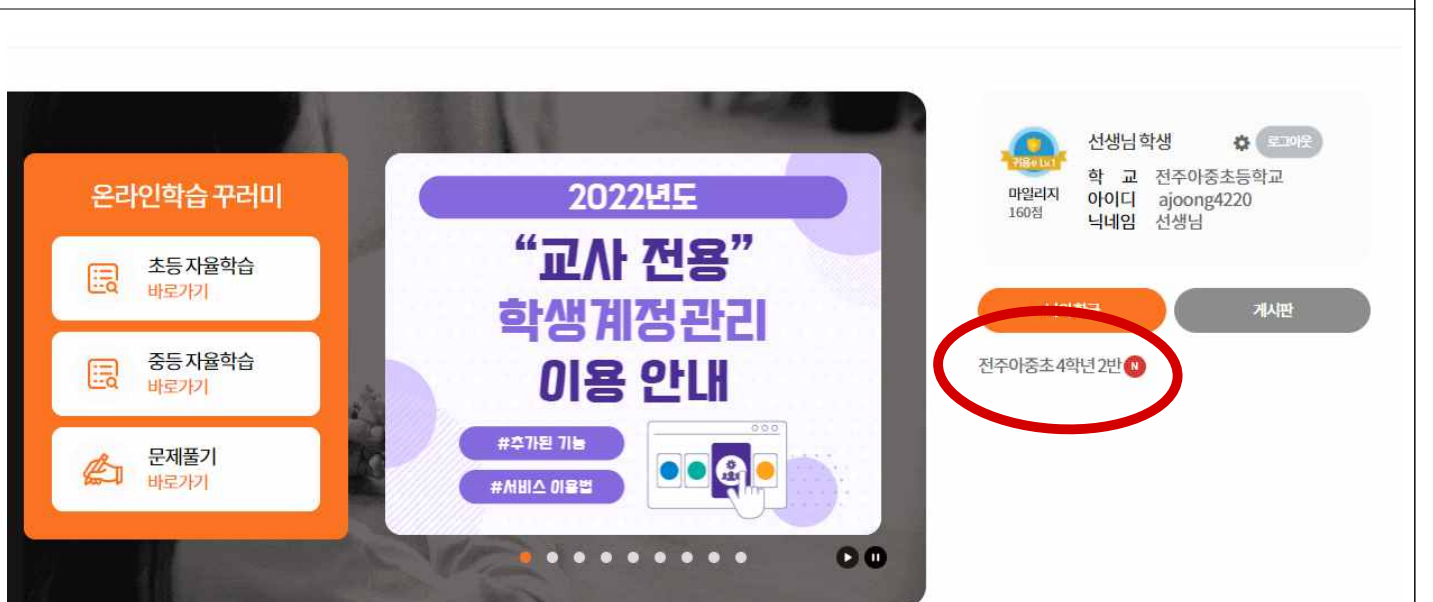 온라인학습 꾸러미
초등 자율학습
바로가기
중등 자율학습
바로가기
문제풀기
바로가기
2022년도
“교사 전용”
학생계정관리
이용 안내
#추가된 기능
#서비스 이용법
귀욤e Lv.1
마일리지
160점
선생님 학생
로그아웃
학 교 전주아중초등학교
아이디 ajoong4220
닉네임 선생님
게시판
전주아중초 4학년 2반 N